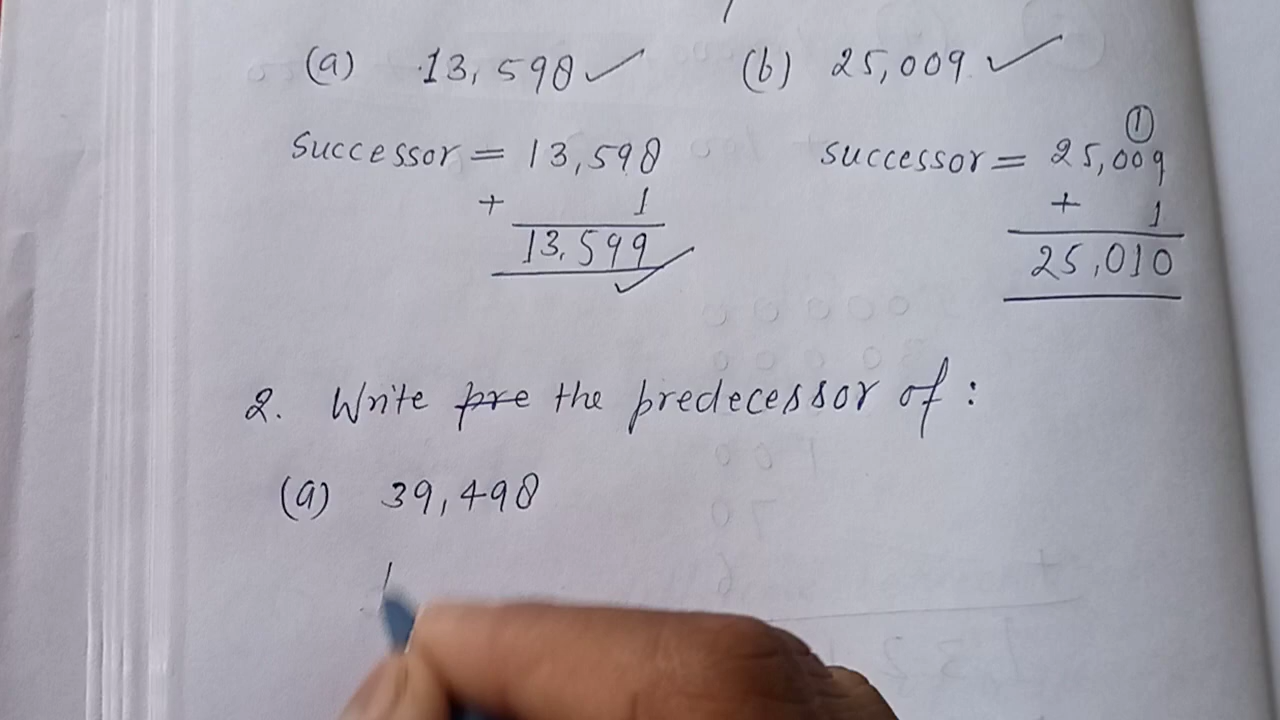 (a) 13,598 ✓ (b) 25,009 ✓
Successor = 13,598 successor = 25,009
+ 1 + 1
13,599 25,010
2. Write pre the predecessor of :
(a) 39,498